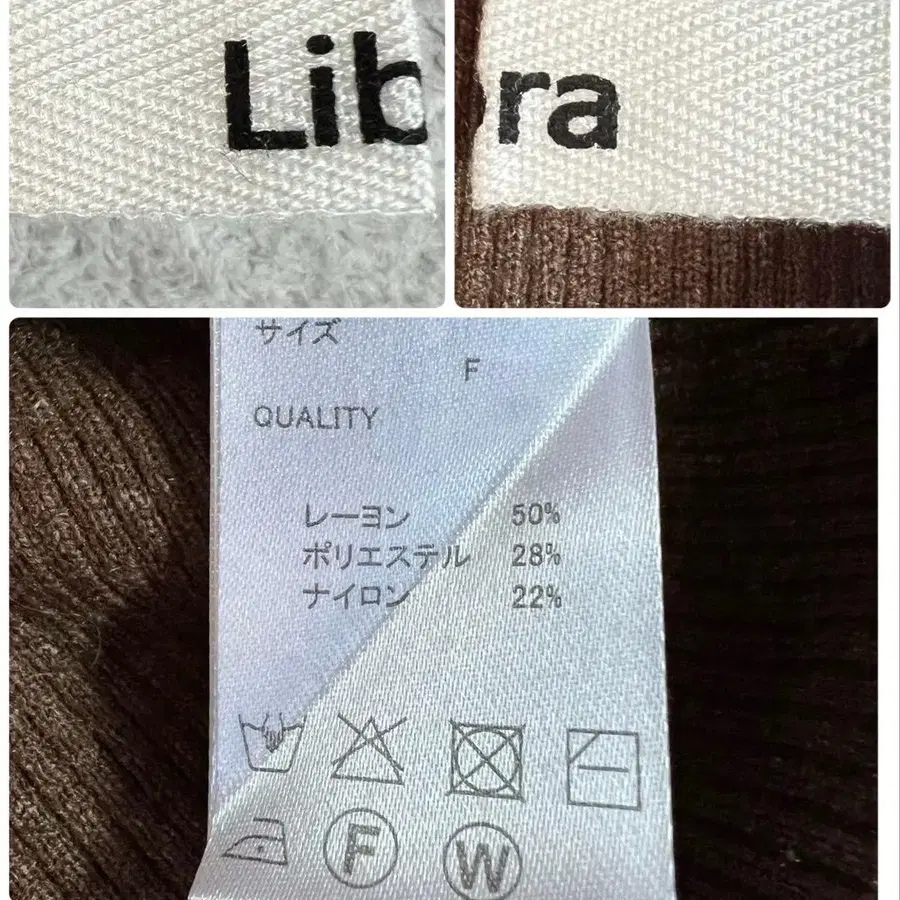 Lib
ra
サイズ
F
QUALITY
レーヨン 50%
ポリエステル 28%
ナイロン 22%
F
W